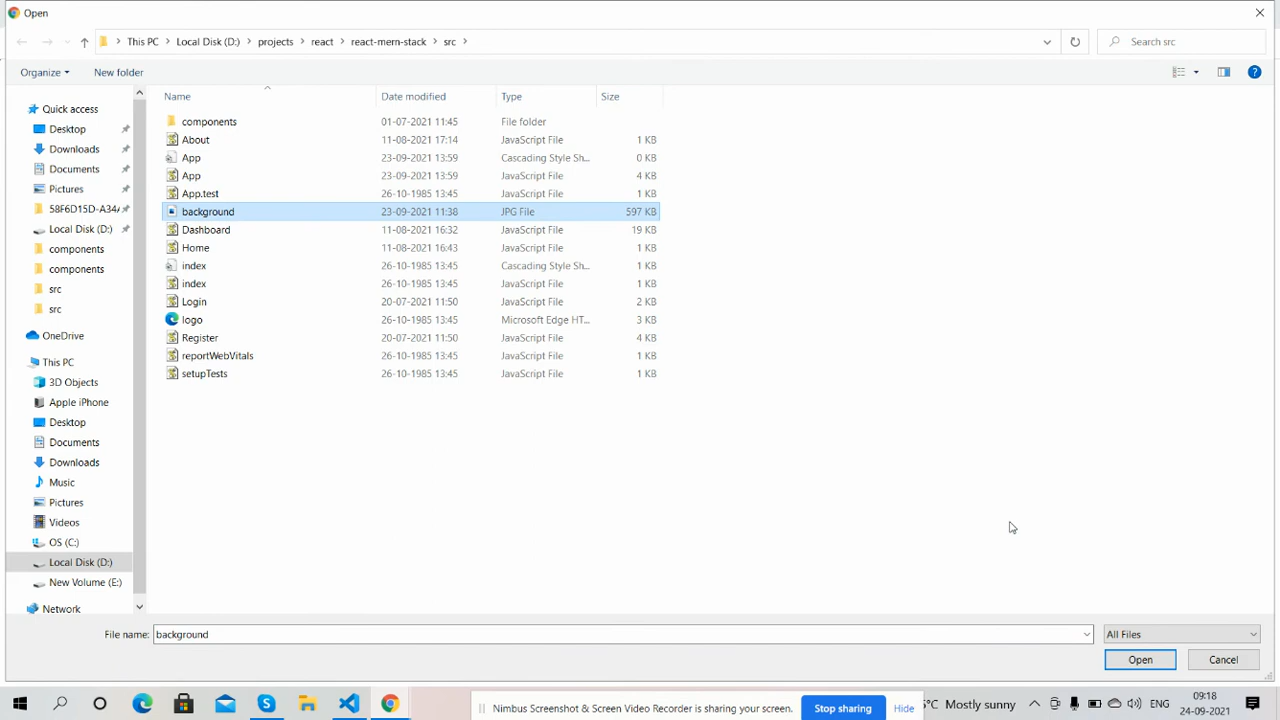 Open
This PC > Local Disk (D:) > projects > react > react-mern-stack > src >
Search src
Organize
New folder
Name
Date modified
Type
Size
Quick access
Desktop
Downloads
Documents
Pictures
58F6D15D-A34A
Local Disk (D:)
components
components
src
src
OneDrive
This PC
3D Objects
Apple iPhone
Desktop
Documents
Downloads
Music
Pictures
Videos
OS (C:)
Local Disk (D:)
New Volume (E:)
Network
components 01-07-2021 11:45 File folder
About 11-08-2021 17:14 JavaScript File 1 KB
App 23-09-2021 13:59 Cascading Style Sh... 0 KB
App 23-09-2021 13:59 JavaScript File 4 KB
App.test 26-10-1985 13:45 JavaScript File 1 KB
background 23-09-2021 11:38 JPG File 597 KB
Dashboard 11-08-2021 16:32 JavaScript File 19 KB
Home 11-08-2021 16:43 JavaScript File 1 KB
index 26-10-1985 13:45 Cascading Style Sh... 1 KB
index 26-10-1985 13:45 JavaScript File 1 KB
Login 20-07-2021 11:50 JavaScript File 2 KB
logo 26-10-1985 13:45 Microsoft Edge HT... 3 KB
Register 20-07-2021 11:50 JavaScript File 4 KB
reportWebVitals 26-10-1985 13:45 JavaScript File 1 KB
setupTests 26-10-1985 13:45 JavaScript File 1 KB
File name: background
All Files
Open
Cancel
Nimbus Screenshot & Screen Video Recorder is sharing your screen.
Stop sharing
Hide
°C Mostly sunny
ENG
09:18
24-09-2021